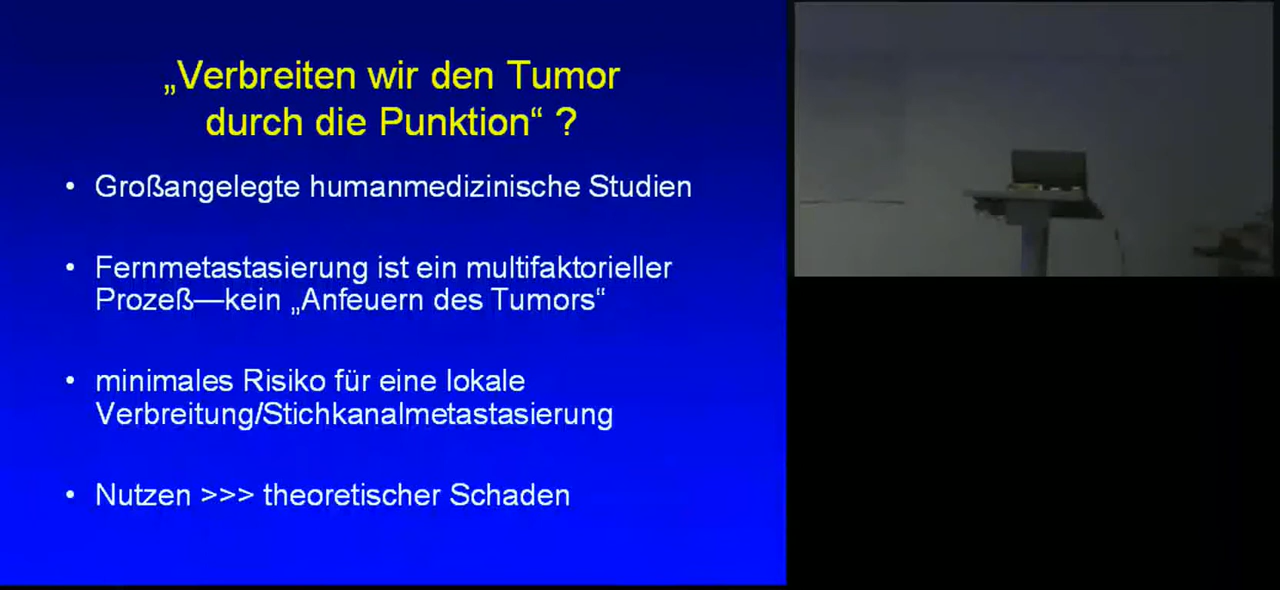 „Verbreiten wir den Tumor
durch die Punktion“ ?
• Großangelegte humanmedizinische Studien
• Fernmetastasierung ist ein multifaktorieller
Prozeß—kein „Anfeuern des Tumors“
• minimales Risiko für eine lokale
Verbreitung/Stichkanalmetastasierung
• Nutzen >>> theoretischer Schaden